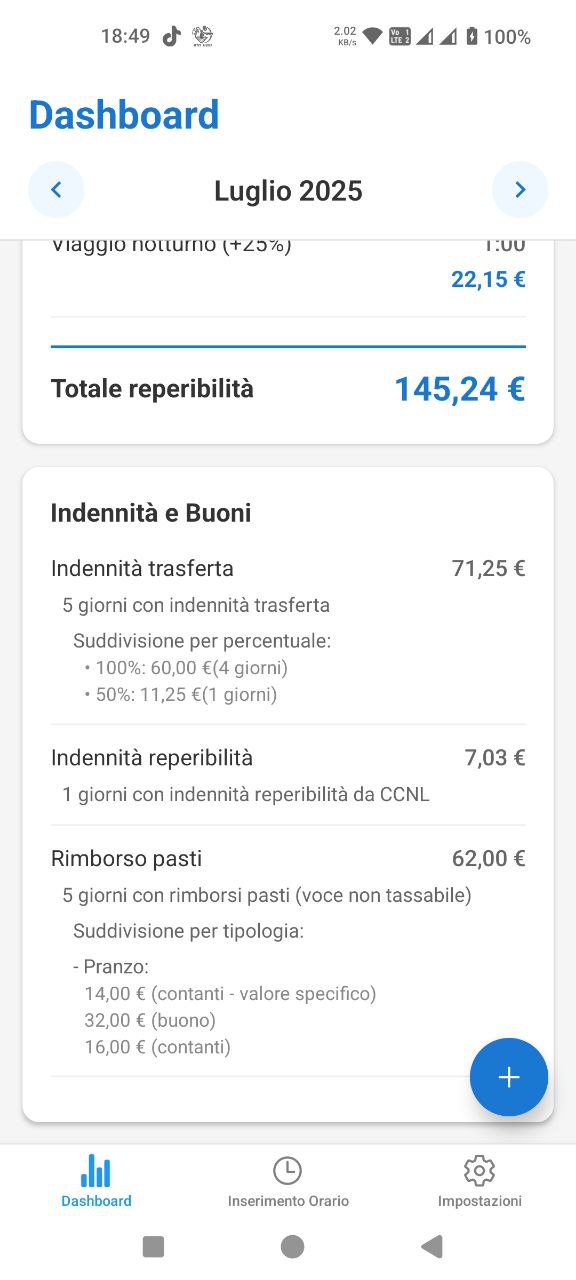 18:49
2.02 KB/s
Vo 1
LTE 2
100%
Dashboard
Luglio 2025
Viaggio notturno (+25%) 1:00
22,15 €
Totale reperibilità 145,24 €
Indennità e Buoni
Indennità trasferta 71,25 €
5 giorni con indennità trasferta
Suddivisione per percentuale:
• 100%: 60,00 €(4 giorni)
• 50%: 11,25 €(1 giorni)
Indennità reperibilità 7,03 €
1 giorni con indennità reperibilità da CCNL
Rimborso pasti 62,00 €
5 giorni con rimborsi pasti (voce non tassabile)
Suddivisione per tipologia:
- Pranzo:
14,00 € (contanti - valore specifico)
32,00 € (buono)
16,00 € (contanti)
Dashboard
Inserimento Orario
Impostazioni